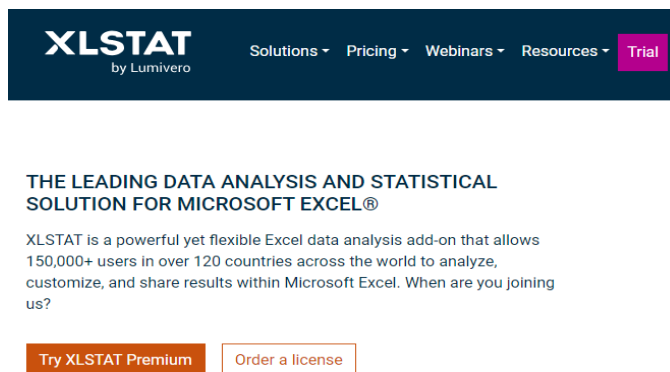 XLSTAT
by Lumivero
Solutions Pricing Webinars Resources Trial
THE LEADING DATA ANALYSIS AND STATISTICAL
SOLUTION FOR MICROSOFT EXCEL®
XLSTAT is a powerful yet flexible Excel data analysis add-on that allows
150,000+ users in over 120 countries across the world to analyze,
customize, and share results within Microsoft Excel. When are you joining
us?
Try XLSTAT Premium Order a license